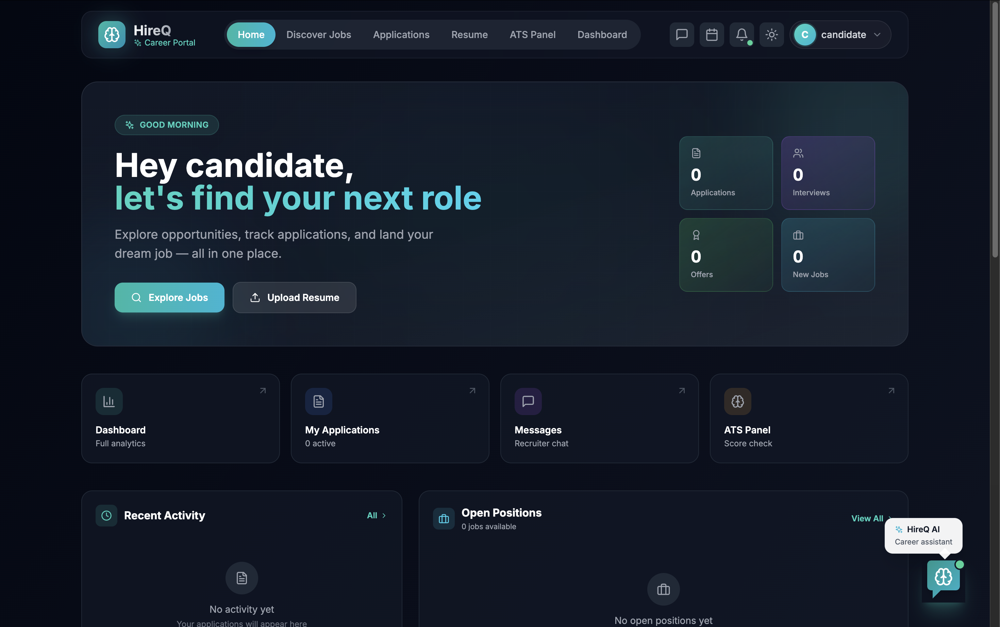 HireQ
Career Portal
Home
Discover Jobs
Applications
Resume
ATS Panel
Dashboard
C
candidate
GOOD MORNING
Hey candidate,
let's find your next role
Explore opportunities, track applications, and land your
dream job — all in one place.
Explore Jobs
Upload Resume
0
Applications
0
Interviews
0
Offers
0
New Jobs
Dashboard
Full analytics
My Applications
0 active
Messages
Recruiter chat
ATS Panel
Score check
Recent Activity
All
No activity yet
Your applications will appear here
Open Positions
0 jobs available
View All
No open positions yet
HireQ AI
Career assistant